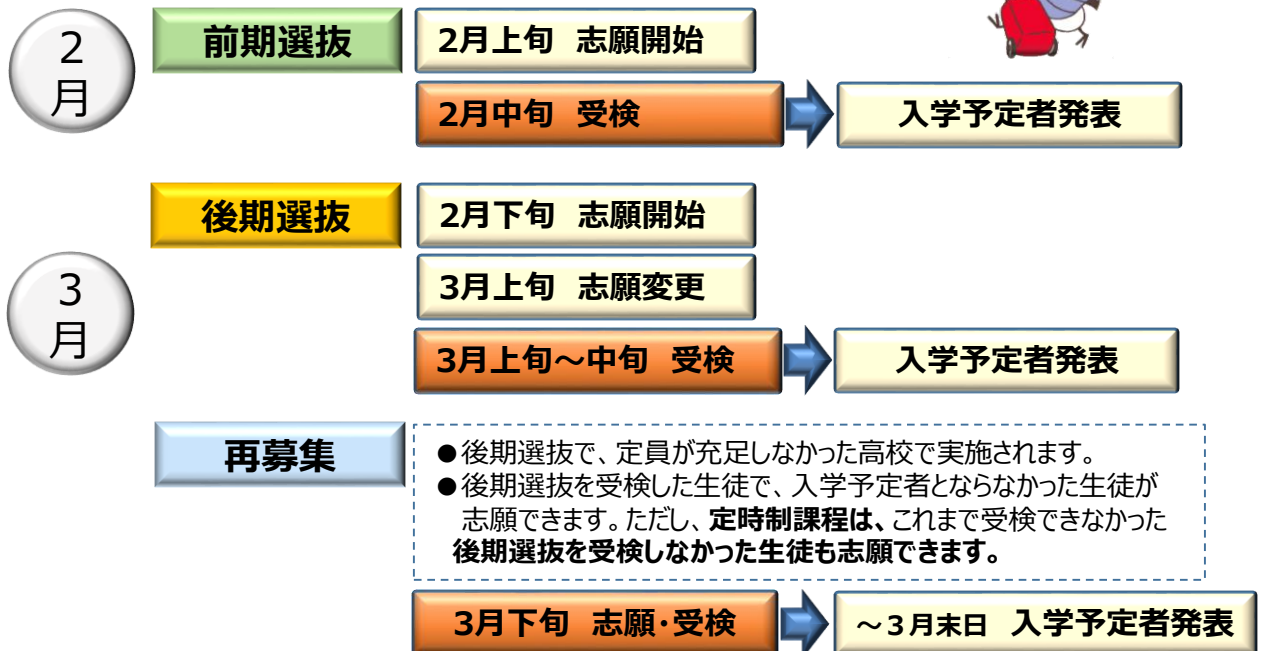 2
月
前期選抜
2月上旬 志願開始
2月中旬 受検
入学予定者発表
後期選抜
2月下旬 志願開始
3
月
3月上旬 志願変更
3月上旬～中旬 受検
入学予定者発表
再募集
●後期選抜で、定員が充足しなかった高校で実施されます。
●後期選抜を受検した生徒で、入学予定者とならなかった生徒が
志願できます。ただし、定時制課程は、これまで受検できなかった
後期選抜を受検しなかった生徒も志願できます。
3月下旬 志願・受検
～３月末日 入学予定者発表